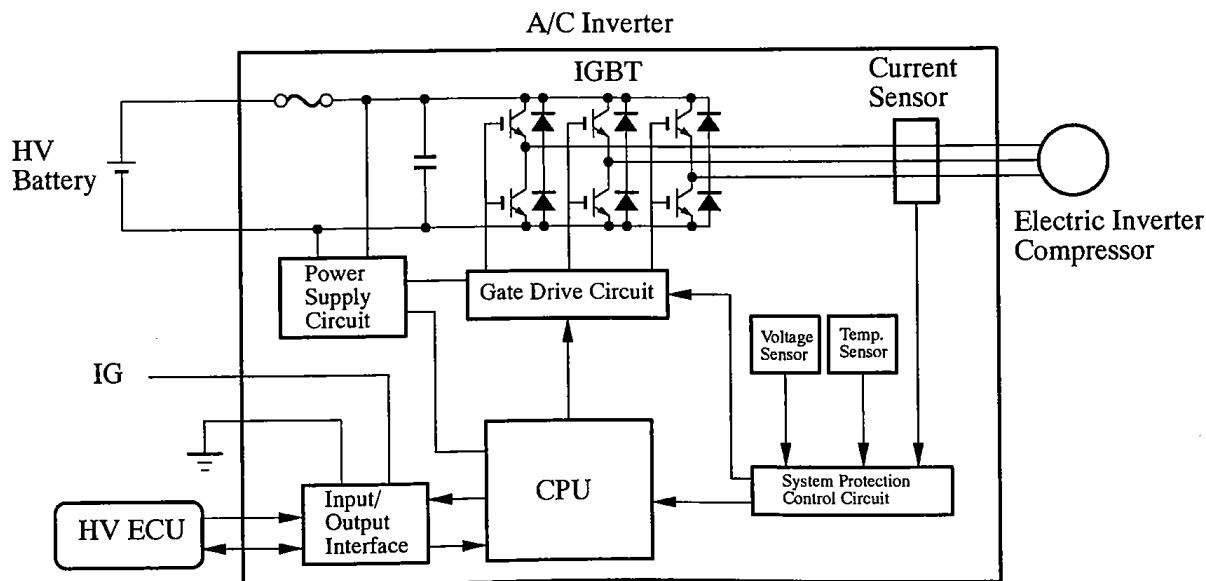 A/C Inverter
IGBT
Current
Sensor
HV
Battery
Electric Inverter
Compressor
Power
Supply
Circuit
Gate Drive Circuit
Voltage
Sensor
Temp.
Sensor
IG
CPU
System Protection
Control Circuit
Input/
Output
Interface
HV ECU